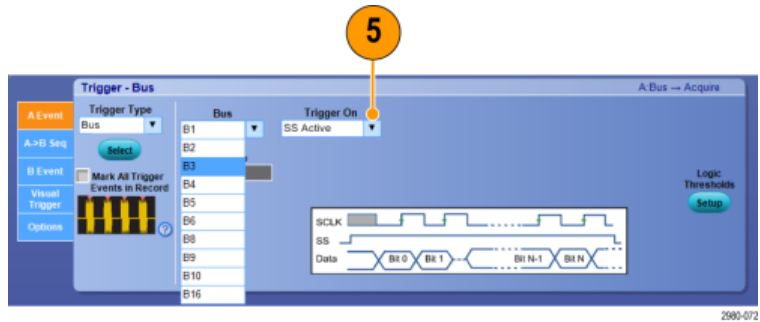 5
Trigger - Bus
A:Bus → Acquire
A Event
A->B Seq
B Event
Visual
Trigger
Options
Trigger Type
Bus
Select
Mark All Trigger
Events in Record
Bus
B1
B2
B3
B4
B5
B6
B8
B9
B10
B16
Trigger On
SS Active
SCLK
SS
Data
Bit 0
Bit 1
Bit N-1
Bit N
Logic
Thresholds
Setup
2980-072